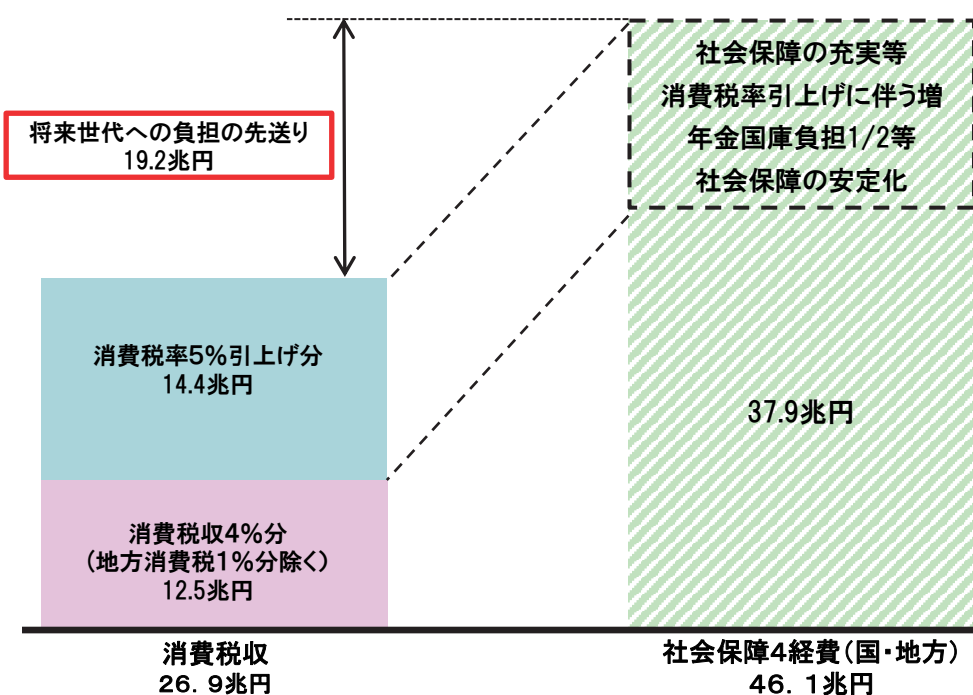 社会保障の充実等
消費税率引上げに伴う増
年金国庫負担1/2等
社会保障の安定化
将来世代への負担の先送り
19.2兆円
消費税率5%引上げ分
14.4兆円
37.9兆円
消費税収4%分
(地方消費税1%分除く)
12.5兆円
消費税収
26.9兆円
社会保障4経費(国・地方)
46.1兆円